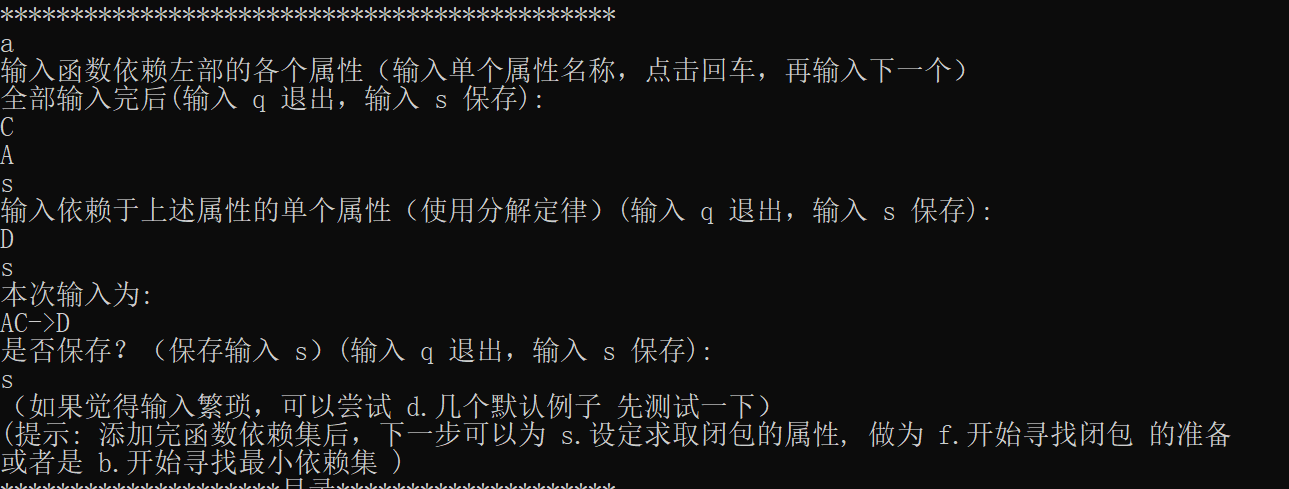 ********************************************
a
输入函数依赖左部的各个属性（输入单个属性名称，点击回车，再输入下一个）
全部输入完后(输入 q 退出，输入 s 保存):
C
A
s
输入依赖于上述属性的单个属性（使用分解定律）(输入 q 退出，输入 s 保存):
D
s
本次输入为:
AC->D
是否保存？（保存输入 s）(输入 q 退出，输入 s 保存):
s
（如果觉得输入繁琐，可以尝试 d.几个默认例子 先测试一下）
(提示: 添加完函数依赖集后，下一步可以为 s.设定求取闭包的属性, 做为 f.开始寻找闭包 的准备
或者是 b.开始寻找最小依赖集 )
********************目录********************